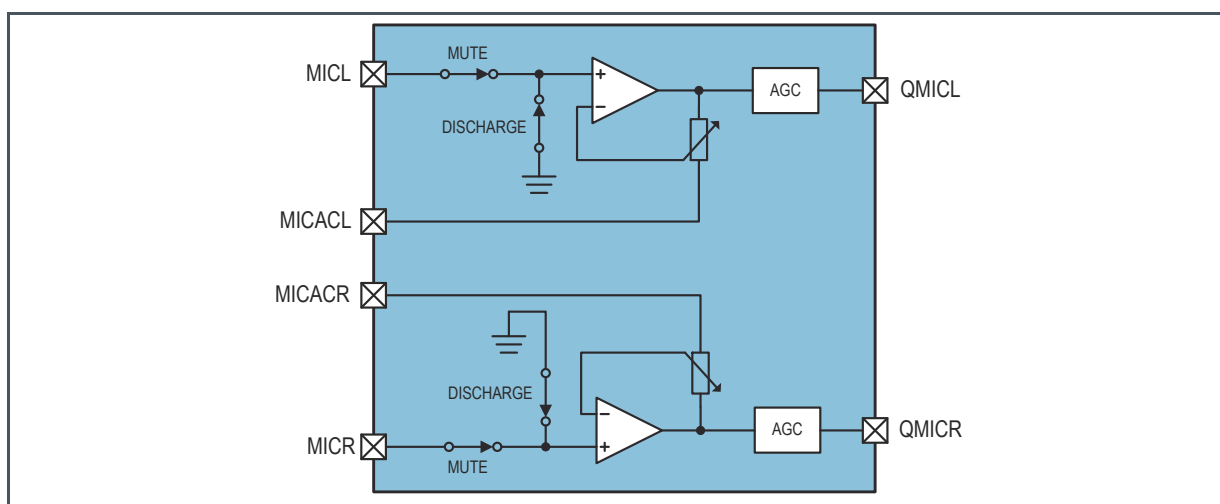 MICL
MUTE
+
−
DISCHARGE
AGC
QMICL
MICACL
MICACR
DISCHARGE
−
+
AGC
QMICR
MICR
MUTE